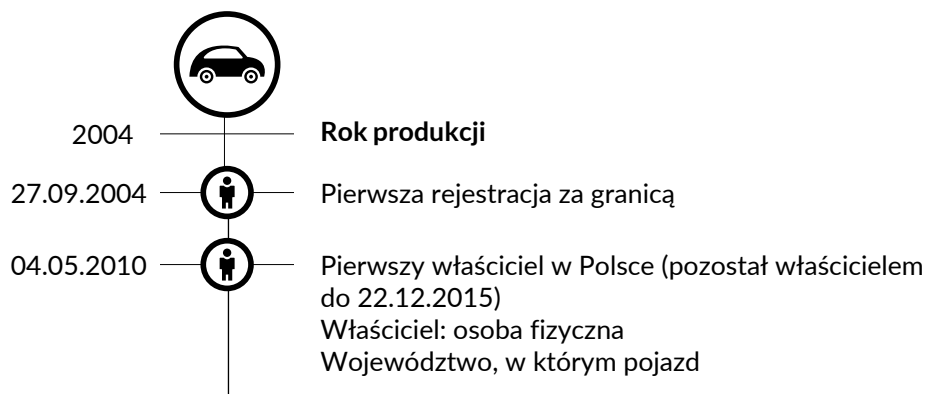 2004 Rok produkcji
27.09.2004 Pierwsza rejestracja za granicą
04.05.2010 Pierwszy właściciel w Polsce (pozostał właścicielem
do 22.12.2015)
Właściciel: osoba fizyczna
Województwo, w którym pojazd